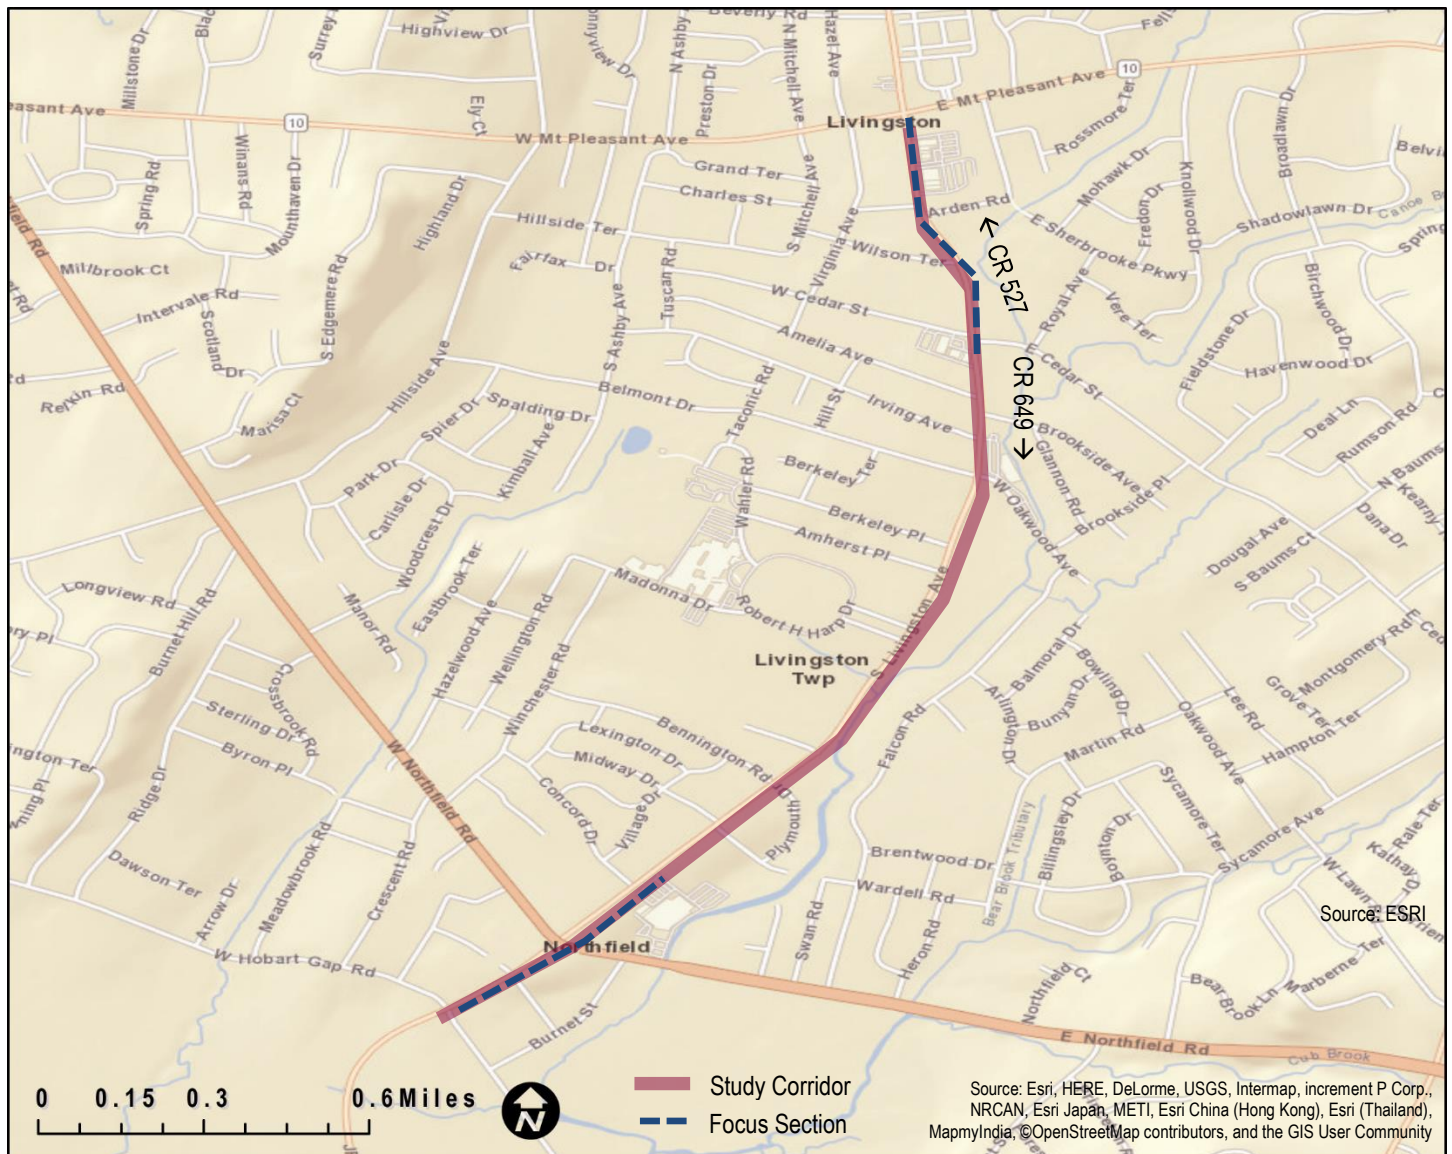 Highview Dr
Beverly Rd
Millstone Dr
N Ashby
N Mitchell Ave
Hazel Ave
Preston Dr
Ely Ct
10
E Mt Pleasant Ave
10
W Mt Pleasant Ave
Livingston
Rossmore Ter
Broadlawn Dr
Spring Rd
Winans Rd
Mounthaven Dr
Highland Dr
Grand Ter
Charles St
S Mitchell Ave
Virginia Ave
Arden Rd
Mohawk Dr
Fredon Dr
Knollwood Dr
E Sherbrooke Pkwy
Shadowlawn Dr
Hillside Ter
Fairfax Dr
Tuscan Rd
Wilson Ter
← CR 527
Millbrook Ct
Intervale Rd
Scotland Dr
S Edgemere Rd
S Ashby Ave
W Cedar St
Amelia Ave
Royal Ave
Vere Ter
Birchwood Dr
Fieldstone Dr
Havenwood Dr
E Cedar St
CR 649 →
Marisa Ct
Hillside Ave
Belmont Dr
Taconic Rd
Hill St
Irving Ave
Brookside Ave
Deal Ln
Rumson Rd
Spier Dr
Spalding Dr
Kimball Ave
Park Dr
Carlisle Dr
Woodcrest Dr
Wahler Rd
Berkeley Ter
Berkeley Pl
Amherst Pl
W Oakwood Ave
Glannon Rd
Brookside Pl
N Baums
Kearny
Dana Dr
Dougal Ave
S Baums Ct
Longview Rd
Burnet Hill Rd
Manor Rd
Eastbrook Ter
Hazelwood Ave
Wellington Rd
Winchester Rd
Madonna Dr
Robert H Harp Dr
S Livingston Ave
Livingston
Twp
Balmoral Dr
Bowling Dr
Bunyan Dr
Arlington Dr
Martin Rd
Oakwood Ave
Lee Rd
Grove Ter
Montgomery Rd
Hampton Ter
Crossbrook Rd
Sterling Dr
Byron Pl
Ridge Dr
W Northfield Rd
Lexington Dr
Midway Dr
Bennington Rd
Concord Dr
Village Dr
Plymouth
Falcon Rd
Sycamore Ter
Sycamore Ave
Billingsley Dr
Boynton Dr
Bear Brook Tributary
Brentwood Dr
Wardell Rd
Swan Rd
Heron Rd
Rale Ter
Kathay Dr
Source: ESRI
Dawson Ter
Arrow Dr
Meadowbrook Rd
Crescent Rd
W Hobart Gap Rd
Northfield
Burnet St
Northfield Ct
Bear Brook Ln
Marberne Ter
E Northfield Rd
Cub Brook
0 0.15 0.3 0.6Miles
N
Study Corridor
Focus Section
Source: Esri, HERE, DeLorme, USGS, Intermap, increment P Corp.,
NRCAN, Esri Japan, METI, Esri China (Hong Kong), Esri (Thailand),
MapmyIndia, ©OpenStreetMap contributors, and the GIS User Community